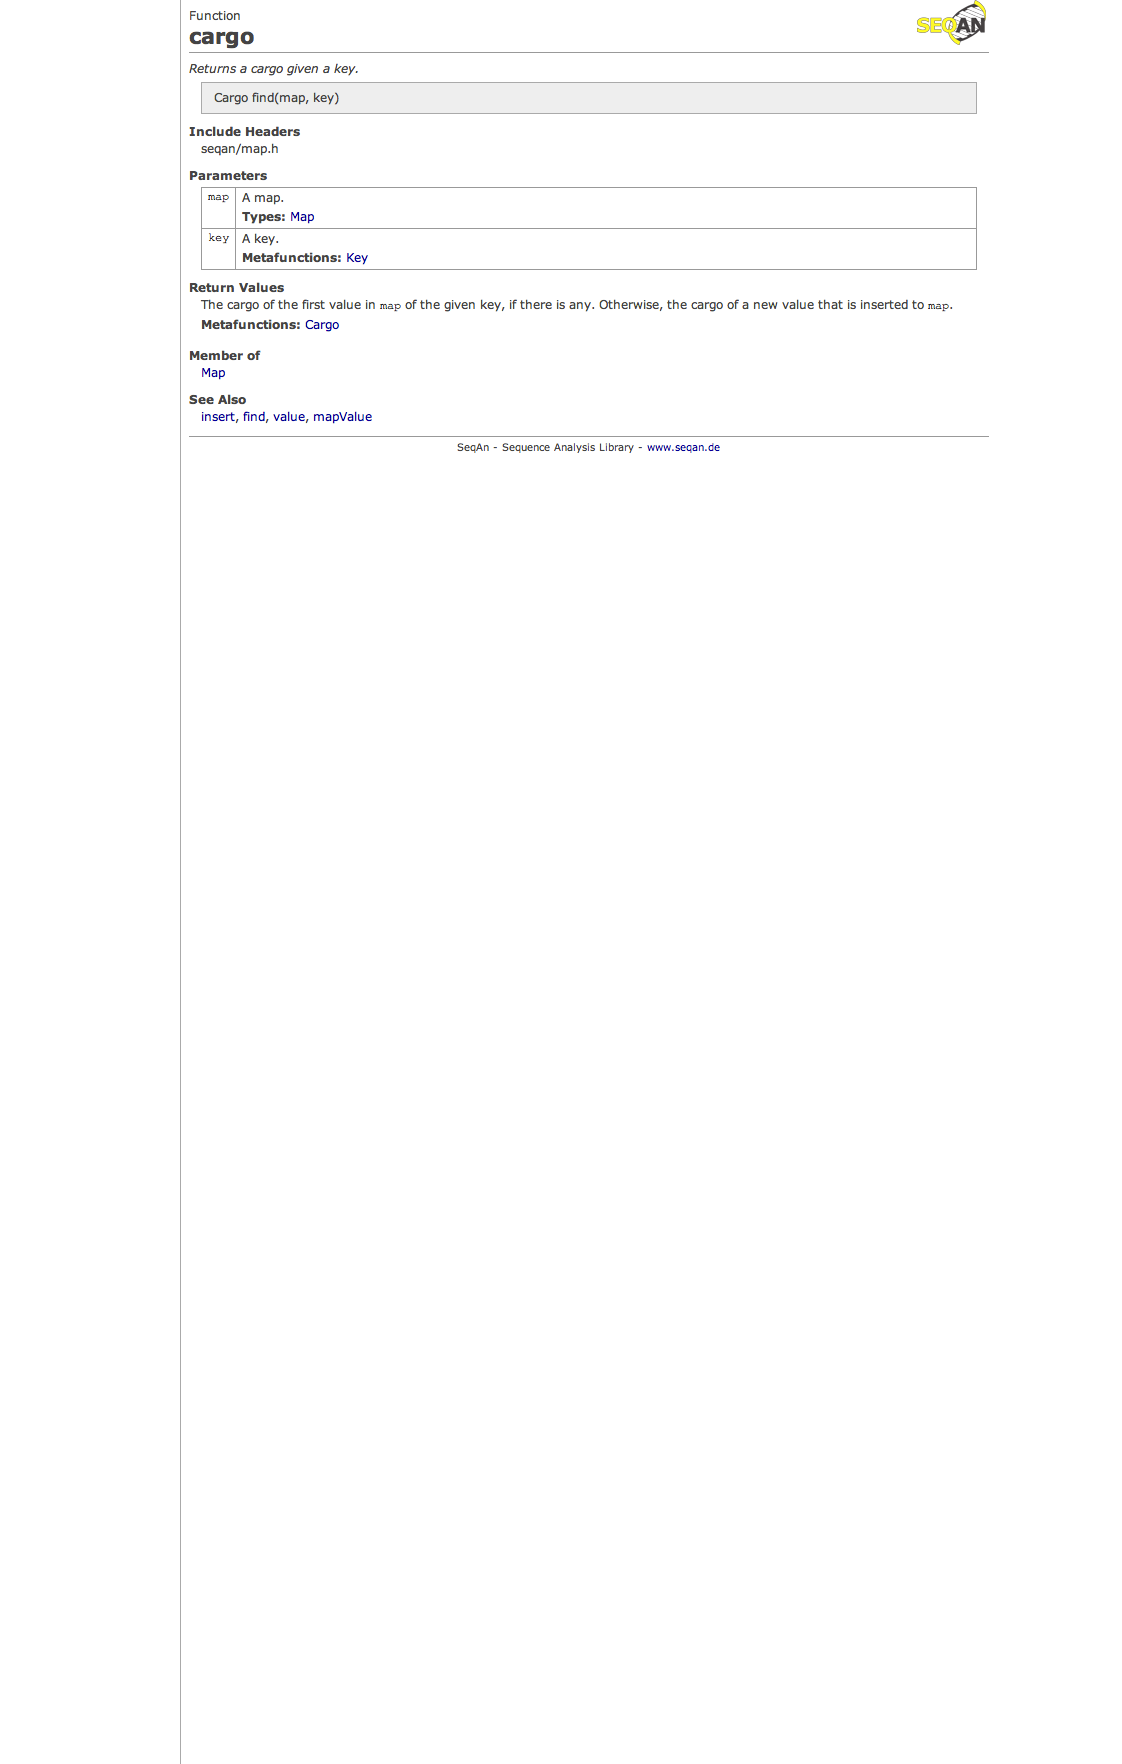 Function
SEQAN
cargo
Returns a cargo given a key.
Cargo find(map, key)
Include Headers
seqan/map.h
Parameters
map A map.
Types: Map
key A key.
Metafunctions: Key
Return Values
The cargo of the first value in map of the given key, if there is any. Otherwise, the cargo of a new value that is inserted to map.
Metafunctions: Cargo
Member of
Map
See Also
insert, find, value, mapValue
SeqAn - Sequence Analysis Library - www.seqan.de